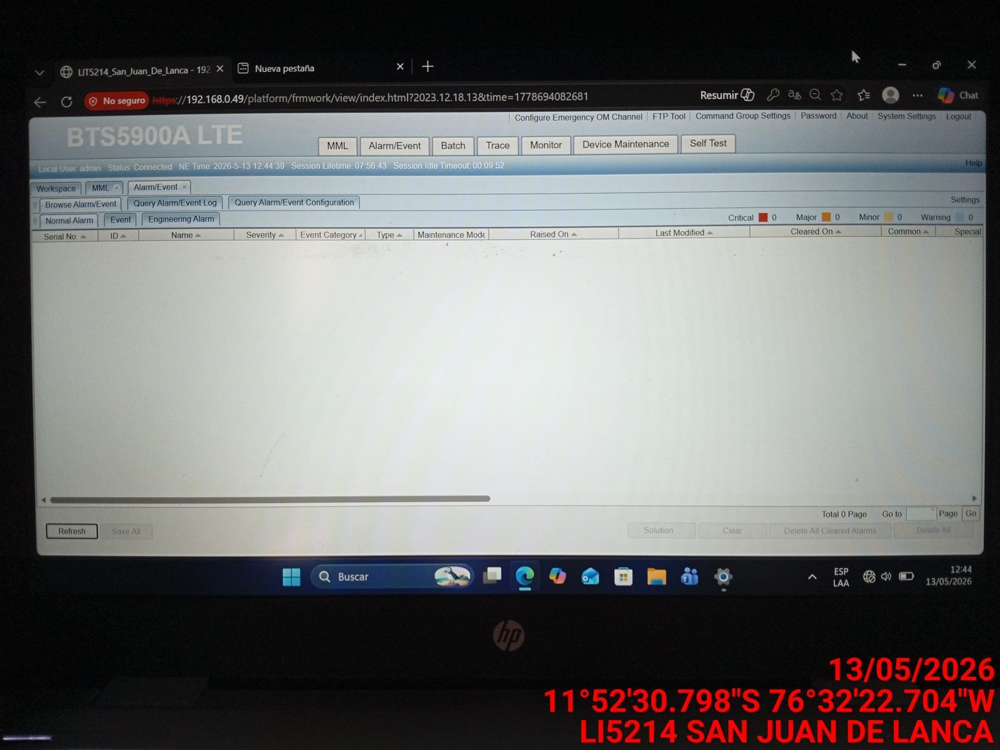 LIT5214_San_Juan_De_Lanca - 192
Nueva pestaña
No seguro https://192.168.0.49/platform/frmwork/view/index.html?2023.12.18.13&time=1778694082681 Resumir Chat
Configure Emergency OM Channel FTP Tool Command Group Settings Password About System Settings Logout
BTS5900A LTE
MML Alarm/Event Batch Trace Monitor Device Maintenance Self Test
Local User: admin Status: Connected NE Time: 2026-5-13 12:44:39 Session Lifetime: 07:56:43 Session Idle Timeout: 00:09:52 Help
Workspace MML Alarm/Event
Browse Alarm/Event Query Alarm/Event Log Query Alarm/Event Configuration Settings
Normal Alarm Event Engineering Alarm Critical 0 Major 0 Minor 0 Warning 0
Serial No. ID Name Severity Event Category Type Maintenance Mode Raised On Last Modified Cleared On Common Special
Total 0 Page Go to Page Go
Refresh Save All Solution Clear Delete All Cleared Alarms Delete All
Buscar
ESP
LAA
12:44
13/05/2026
hp
13/05/2026
11°52'30.798"S 76°32'22.704"W
LI5214 SAN JUAN DE LANCA